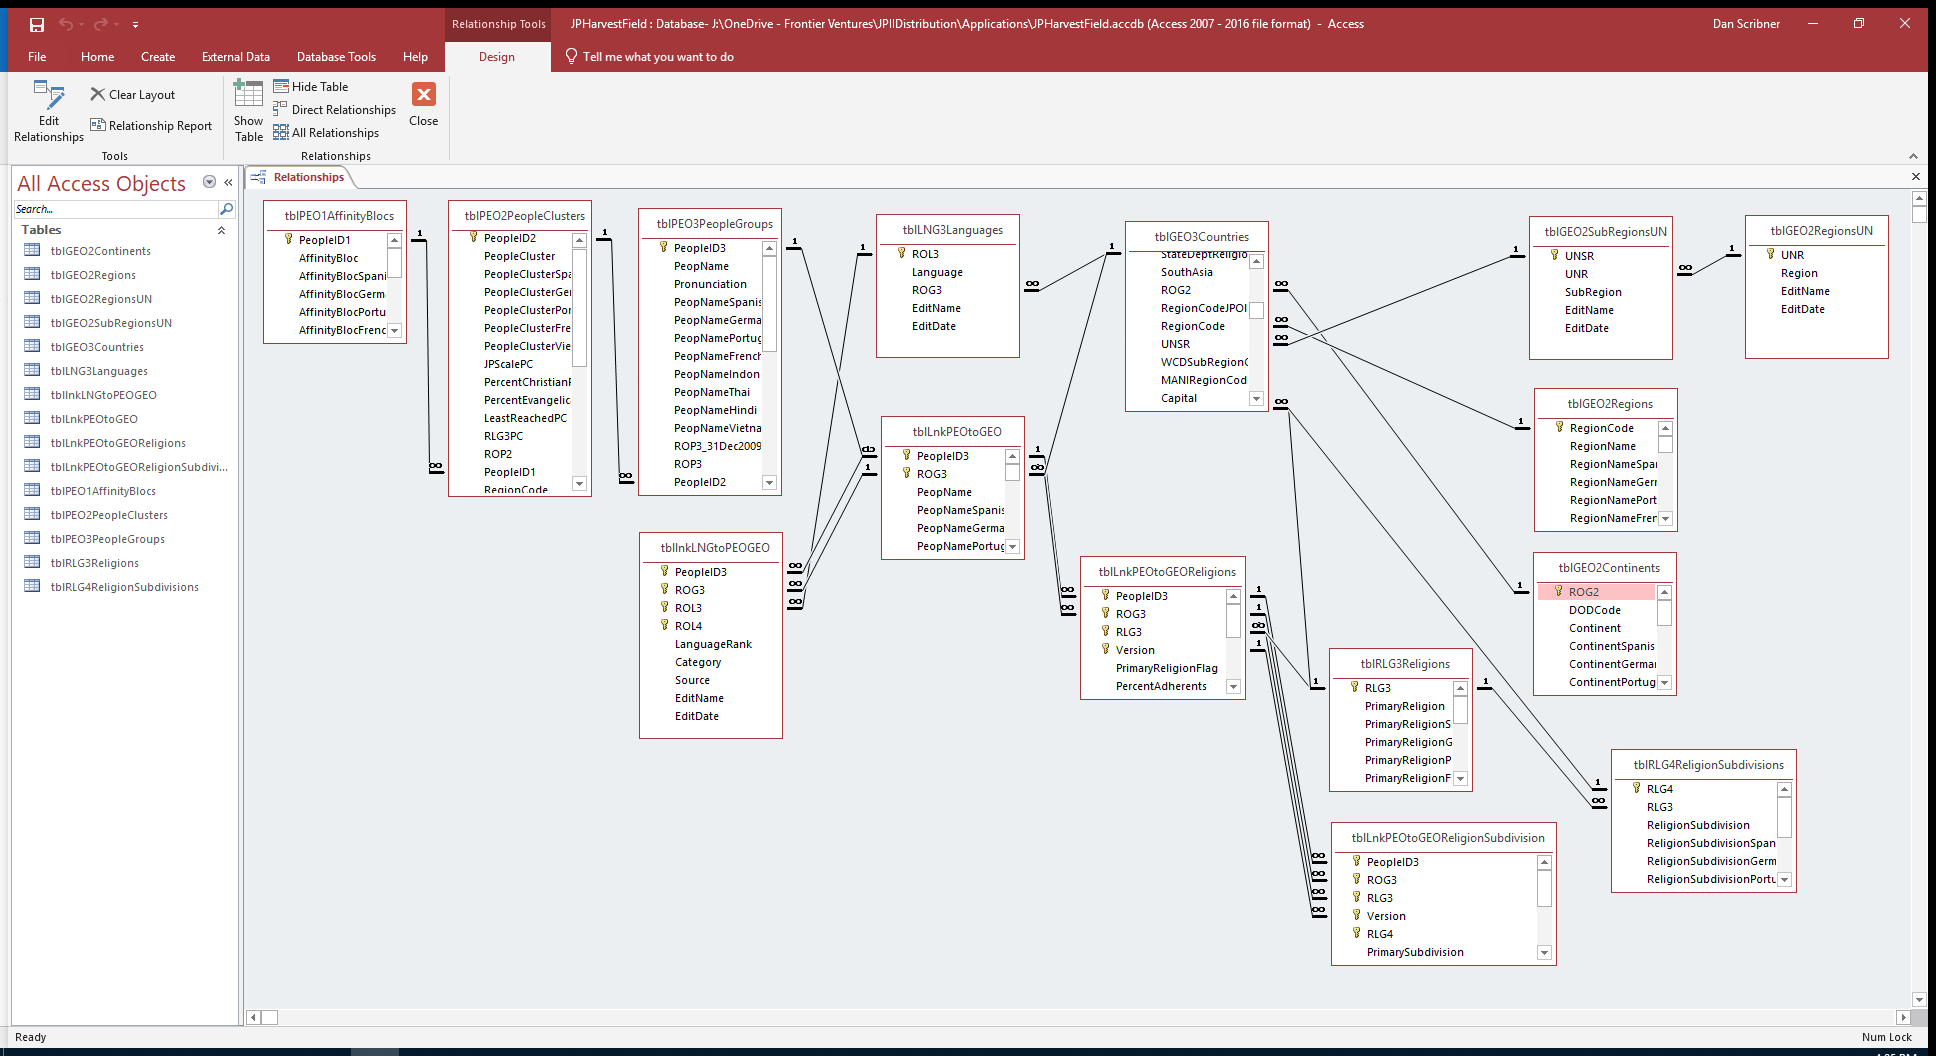 Relationship Tools
JPHarvestField : Database- J:\OneDrive - Frontier Ventures\JPIIDistribution\Applications\JPHarvestField.accdb (Access 2007 - 2016 file format) - Access
Dan Scribner
File Home Create External Data Database Tools Help Design Tell me what you want to do
Edit Relationships
Clear Layout
Relationship Report
Tools
Show Table
Hide Table
Direct Relationships
All Relationships
Close
Relationships
All Access Objects
Search...
Tables
tblGEO2Continents
tblGEO2Regions
tblGEO2RegionsUN
tblGEO2SubRegionsUN
tblGEO3Countries
tblLNG3Languages
tbllnkLNGtoPEOGEO
tblLnkPEOtoGEO
tblLnkPEOtoGEOReligions
tblLnkPEOtoGEOReligionSubdivi...
tblPEO1AffinityBlocs
tblPEO2PeopleClusters
tblPEO3PeopleGroups
tblRLG3Religions
tblRLG4ReligionSubdivisions
Relationships
tblPEO1AffinityBlocs
PeopleID1
AffinityBloc
AffinityBlocSpani
AffinityBlocGerm
AffinityBlocPortu
AffinityBlocFrenc
tblPEO2PeopleClusters
PeopleID2
PeopleCluster
PeopleClusterSpa
PeopleClusterGei
PeopleClusterPor
PeopleClusterFre
PeopleClusterVie
JPScalePC
PercentChristianF
PercentEvangelic
LeastReachedPC
RLG3PC
ROP2
PeopleID1
RegionCode
tblPEO3PeopleGroups
PeopleID3
PeopName
Pronunciation
PeopNameSpanis
PeopNameGerma
PeopNamePortug
PeopNameFrench
PeopNameIndon
PeopNameThai
PeopNameHindi
PeopNameVietna
ROP3_31Dec2009
ROP3
PeopleID2
tbllnkLNGtoPEOGEO
PeopleID3
ROG3
ROL3
ROL4
LanguageRank
Category
Source
EditName
EditDate
tblLNG3Languages
ROL3
Language
ROG3
EditName
EditDate
tblLnkPEOtoGEO
PeopleID3
ROG3
PeopName
PeopNameSpanis
PeopNameGerma
PeopNamePortug
tblGEO3Countries
StateDeptReligio
SouthAsia
ROG2
RegionCodeJPOI
RegionCode
UNSR
WCDSubRegionC
MANIRegionCod
Capital
tblLnkPEOtoGEOReligions
PeopleID3
ROG3
RLG3
Version
PrimaryReligionFlag
PercentAdherents
tblRLG3Religions
RLG3
PrimaryReligion
PrimaryReligionS
PrimaryReligionG
PrimaryReligionP
PrimaryReligionF
tblLnkPEOtoGEOReligionSubdivision
PeopleID3
ROG3
RLG3
Version
RLG4
PrimarySubdivision
tblGEO2SubRegionsUN
UNSR
UNR
SubRegion
EditName
EditDate
tblGEO2RegionsUN
UNR
Region
EditName
EditDate
tblGEO2Regions
RegionCode
RegionName
RegionNameSpai
RegionNameGerr
RegionNamePort
RegionNameFrer
tblGEO2Continents
ROG2
DODCode
Continent
ContinentSpanis
ContinentGermai
ContinentPortug
tblRLG4ReligionSubdivisions
RLG4
RLG3
ReligionSubdivision
ReligionSubdivisionSpan
ReligionSubdivisionGerm
ReligionSubdivisionPortu
Ready
Num Lock